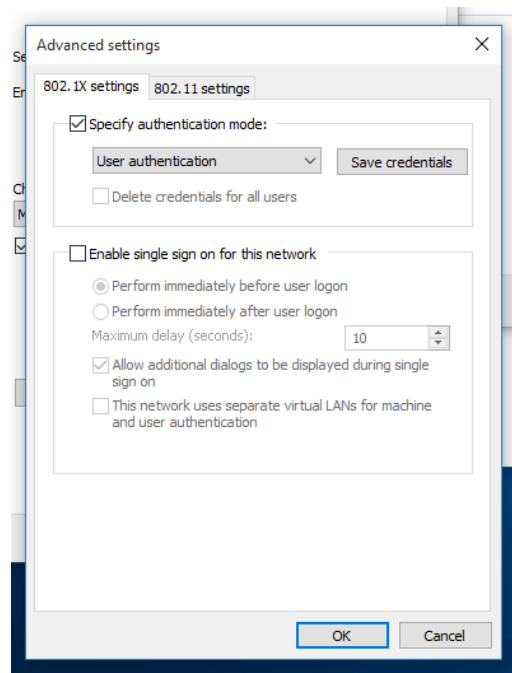 Advanced settings
Se
802.1X settings 802.11 settings
Specify authentication mode:
User authentication Save credentials
Delete credentials for all users
Enable single sign on for this network
Perform immediately before user logon
Perform immediately after user logon
Maximum delay (seconds): 10
Allow additional dialogs to be displayed during single
sign on
This network uses separate virtual LANs for machine
and user authentication
OK Cancel